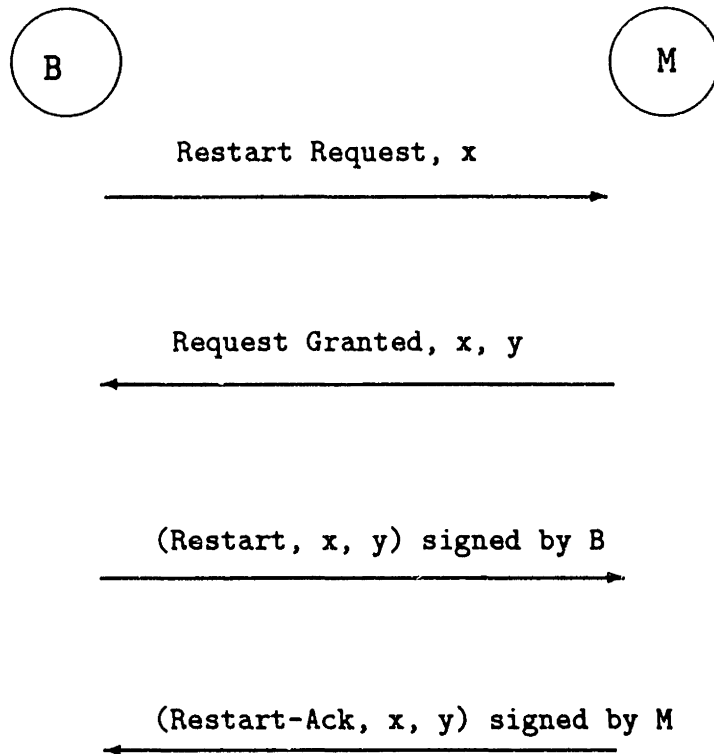 B
M
Restart Request, x
Request Granted, x, y
(Restart, x, y) signed by B
(Restart-Ack, x, y) signed by M